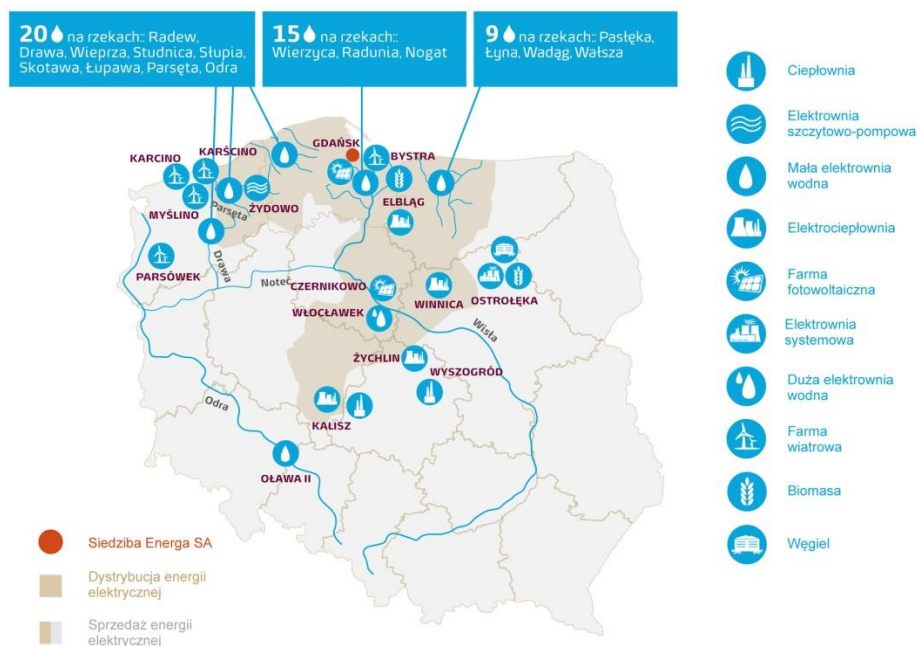 20 na rzekach:: Radew,
Drawa, Wieprza, Studnica, Słupia,
Skotawa, Łupawa, Parsęta, Odra
15 na rzekach::
Wierzyca, Radunia, Nogat
9 na rzekach:: Pasłęka,
Łyna, Wadąg, Wałsza
GDAŃSK
KARŚCINO
KARCINO
BYSTRA
MYŚLINO
Parsęta
ŻYDOWO
ELBLĄG
PARSÓWEK
Drawa
Noteć
CZERNIKOWO
WINNICA
OSTROŁĘKA
WŁOCŁAWEK
Wisła
ŻYCHLIN
WYSZOGRÓD
Odra
KALISZ
OŁAWA II
Siedziba Energa SA
Dystrybucja energii
elektrycznej
Sprzedaż energii
elektrycznej
Ciepłownia
Elektrownia
szczytowo-pompowa
Mała elektrownia
wodna
Elektrociepłownia
Farma
fotowoltaiczna
Elektrownia
systemowa
Duża elektrownia
wodna
Farma
wiatrowa
Biomasa
Węgiel